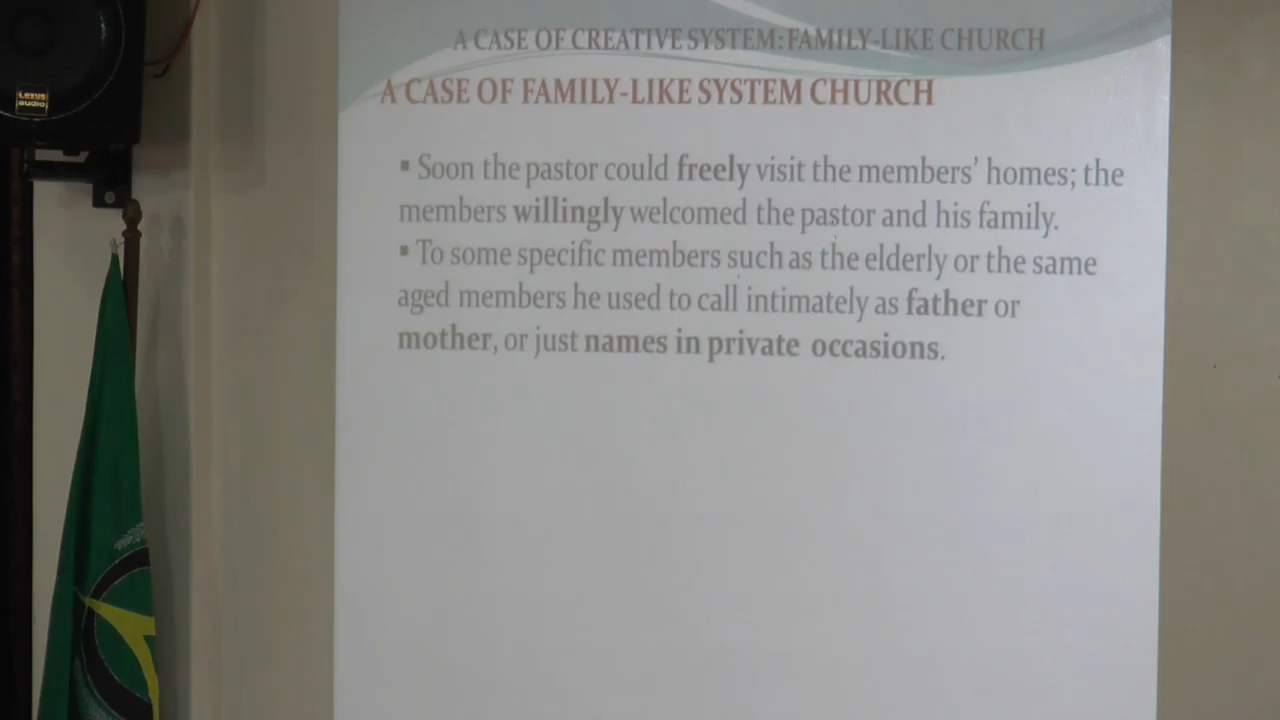 Lexus
audio
A CASE OF CREATIVE SYSTEM: FAMILY-LIKE CHURCH
A CASE OF FAMILY-LIKE SYSTEM CHURCH
▪ Soon the pastor could freely visit the members’ homes; the
members willingly welcomed the pastor and his family.
▪ To some specific members such as the elderly or the same
aged members he used to call intimately as father or
mother, or just names in private occasions.